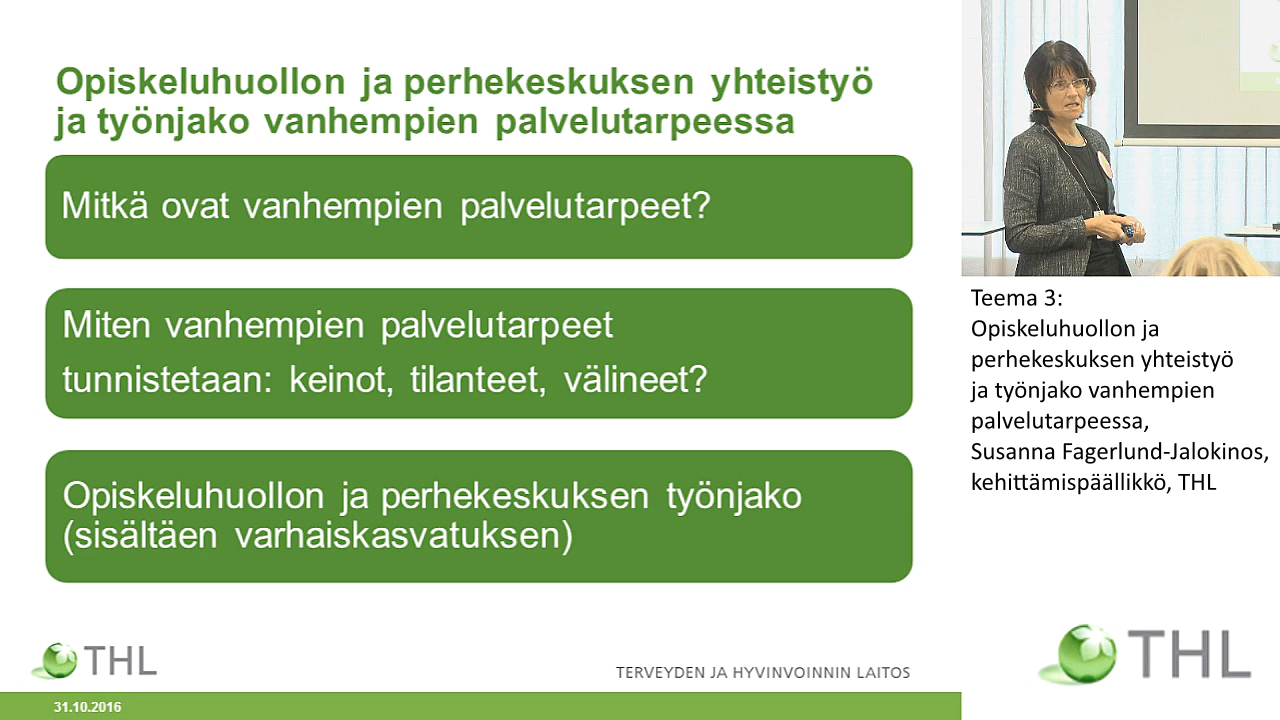 Opiskeluhuollon ja perhekeskuksen yhteistyö
ja työnjako vanhempien palvelutarpeessa
Mitkä ovat vanhempien palvelutarpeet?
Miten vanhempien palvelutarpeet
tunnistetaan: keinot, tilanteet, välineet?
Opiskeluhuollon ja perhekeskuksen työnjako
(sisältäen varhaiskasvatuksen)
THL
TERVEYDEN JA HYVINVOINNIN LAITOS
31.10.2016
Teema 3:
Opiskeluhuollon ja
perhekeskuksen yhteistyö
ja työnjako vanhempien
palvelutarpeessa,
Susanna Fagerlund-Jalokinos,
kehittämispäällikkö, THL
THL